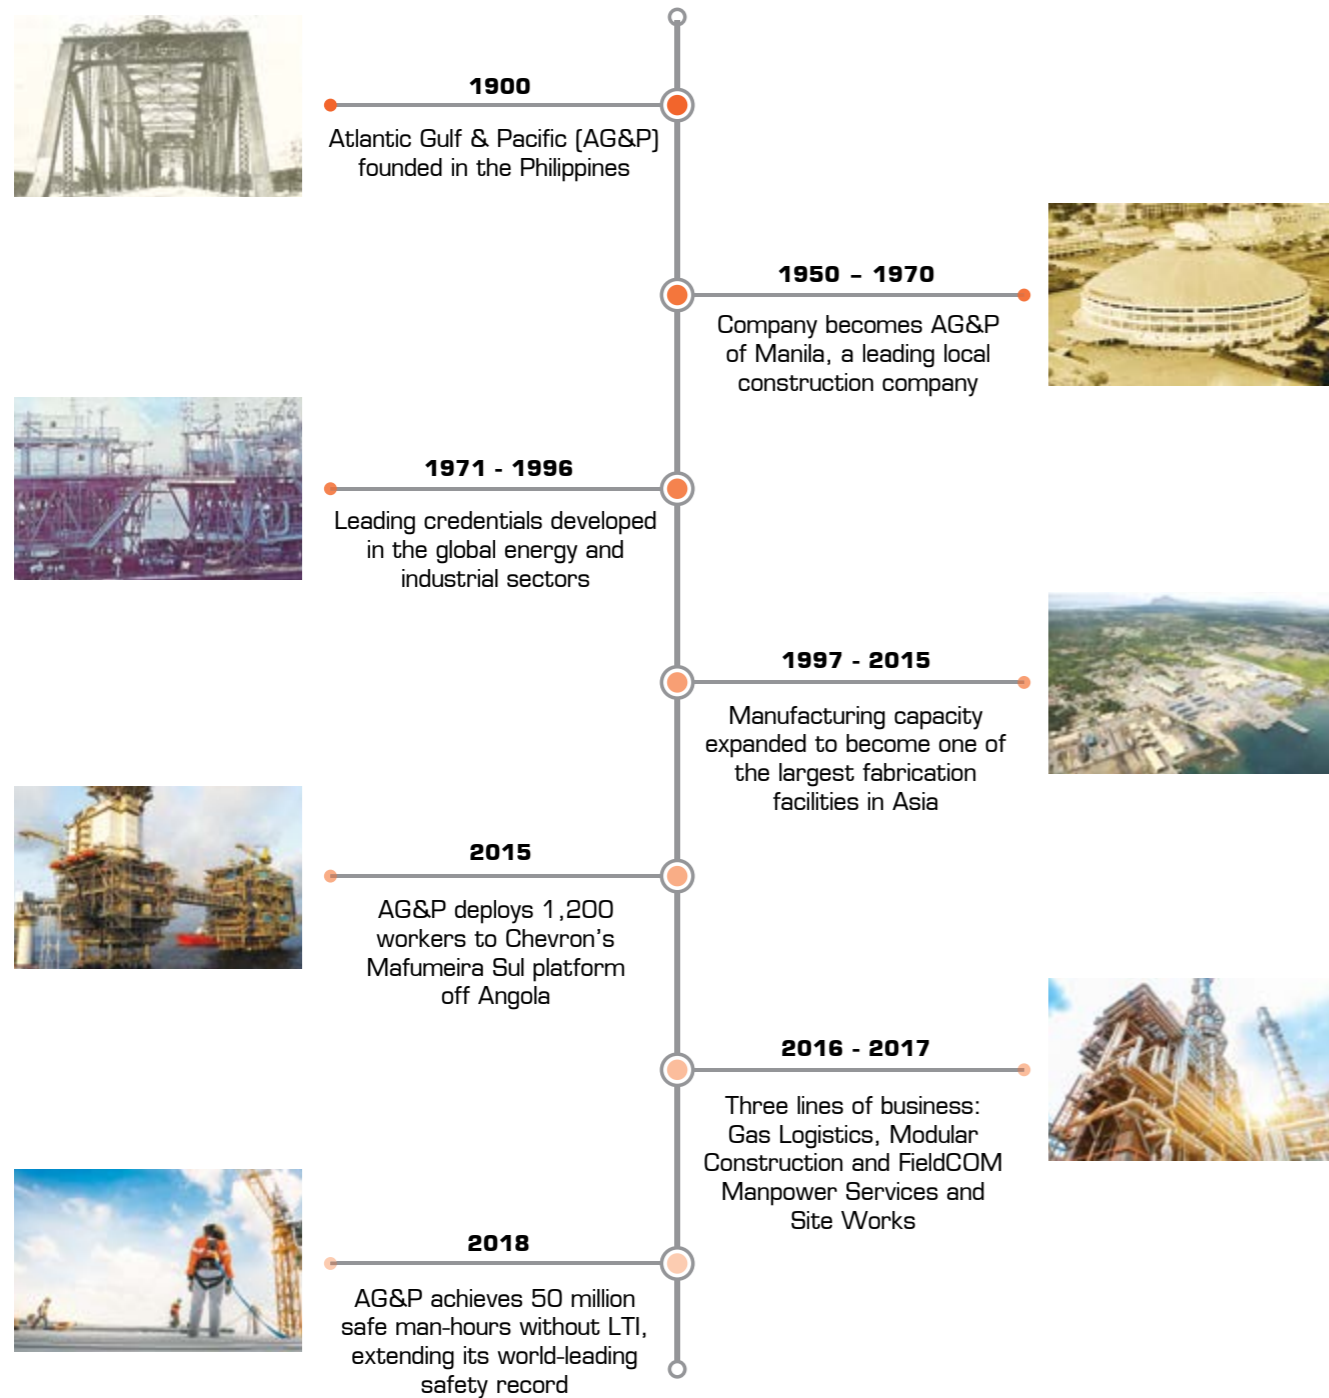 1900
Atlantic Gulf & Pacific (AG&P)
founded in the Philippines
1950 – 1970
Company becomes AG&P
of Manila, a leading local
construction company
1971 - 1996
Leading credentials developed
in the global energy and
industrial sectors
1997 - 2015
Manufacturing capacity
expanded to become one of
the largest fabrication
facilities in Asia
2015
AG&P deploys 1,200
workers to Chevron’s
Mafumeira Sul platform
off Angola
2016 - 2017
Three lines of business:
Gas Logistics, Modular
Construction and FieldCOM
Manpower Services and
Site Works
2018
AG&P achieves 50 million
safe man-hours without LTI,
extending its world-leading
safety record